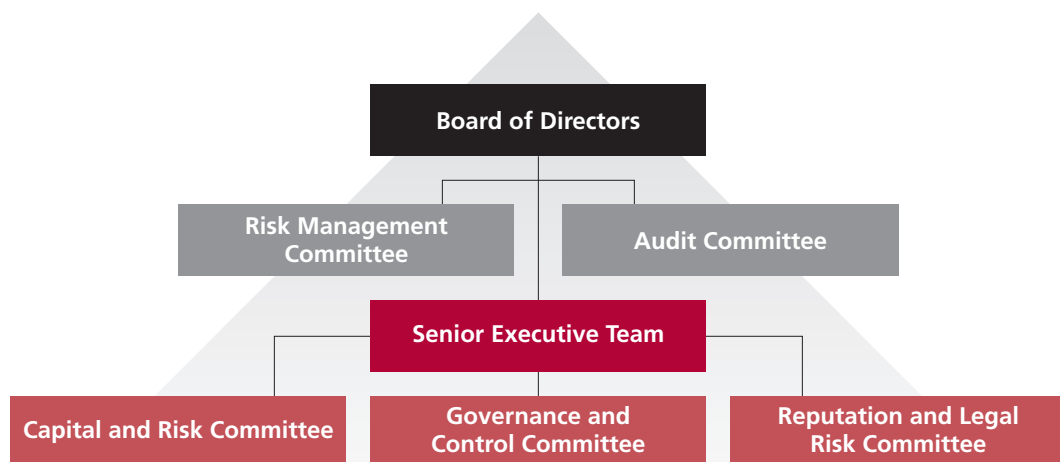 Board of Directors
Risk Management
Committee
Audit Committee
Senior Executive Team
Capital and Risk Committee
Governance and
Control Committee
Reputation and Legal
Risk Committee